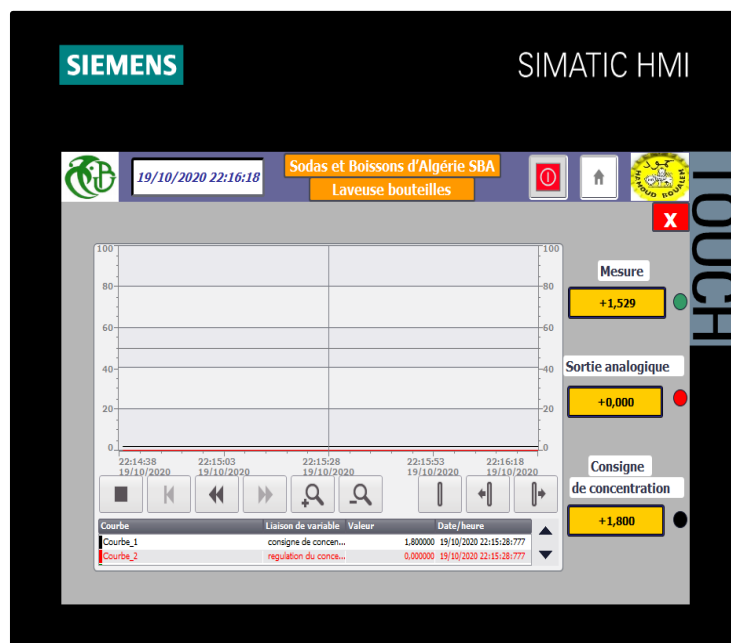 SIEMENS
SIMATIC HMI
TOUCH
19/10/2020 22:16:18
Sodas et Boissons d'Algérie SBA
Laveuse bouteilles
HAMOUD BOUALEM
X
100
80
60
40
20
0
100
80
60
40
20
0
22:14:38
19/10/2020
22:15:03
19/10/2020
22:15:28
19/10/2020
22:15:53
19/10/2020
22:16:18
19/10/2020
Mesure
+1,529
Sortie analogique
+0,000
Consigne
de concentration
+1,800
Courbe Liaison de variable Valeur Date/heure
Courbe_1 consigne de concen... 1,800000 19/10/2020 22:15:28:777
Courbe_2 regulation du conce... 0,000000 19/10/2020 22:15:28:777